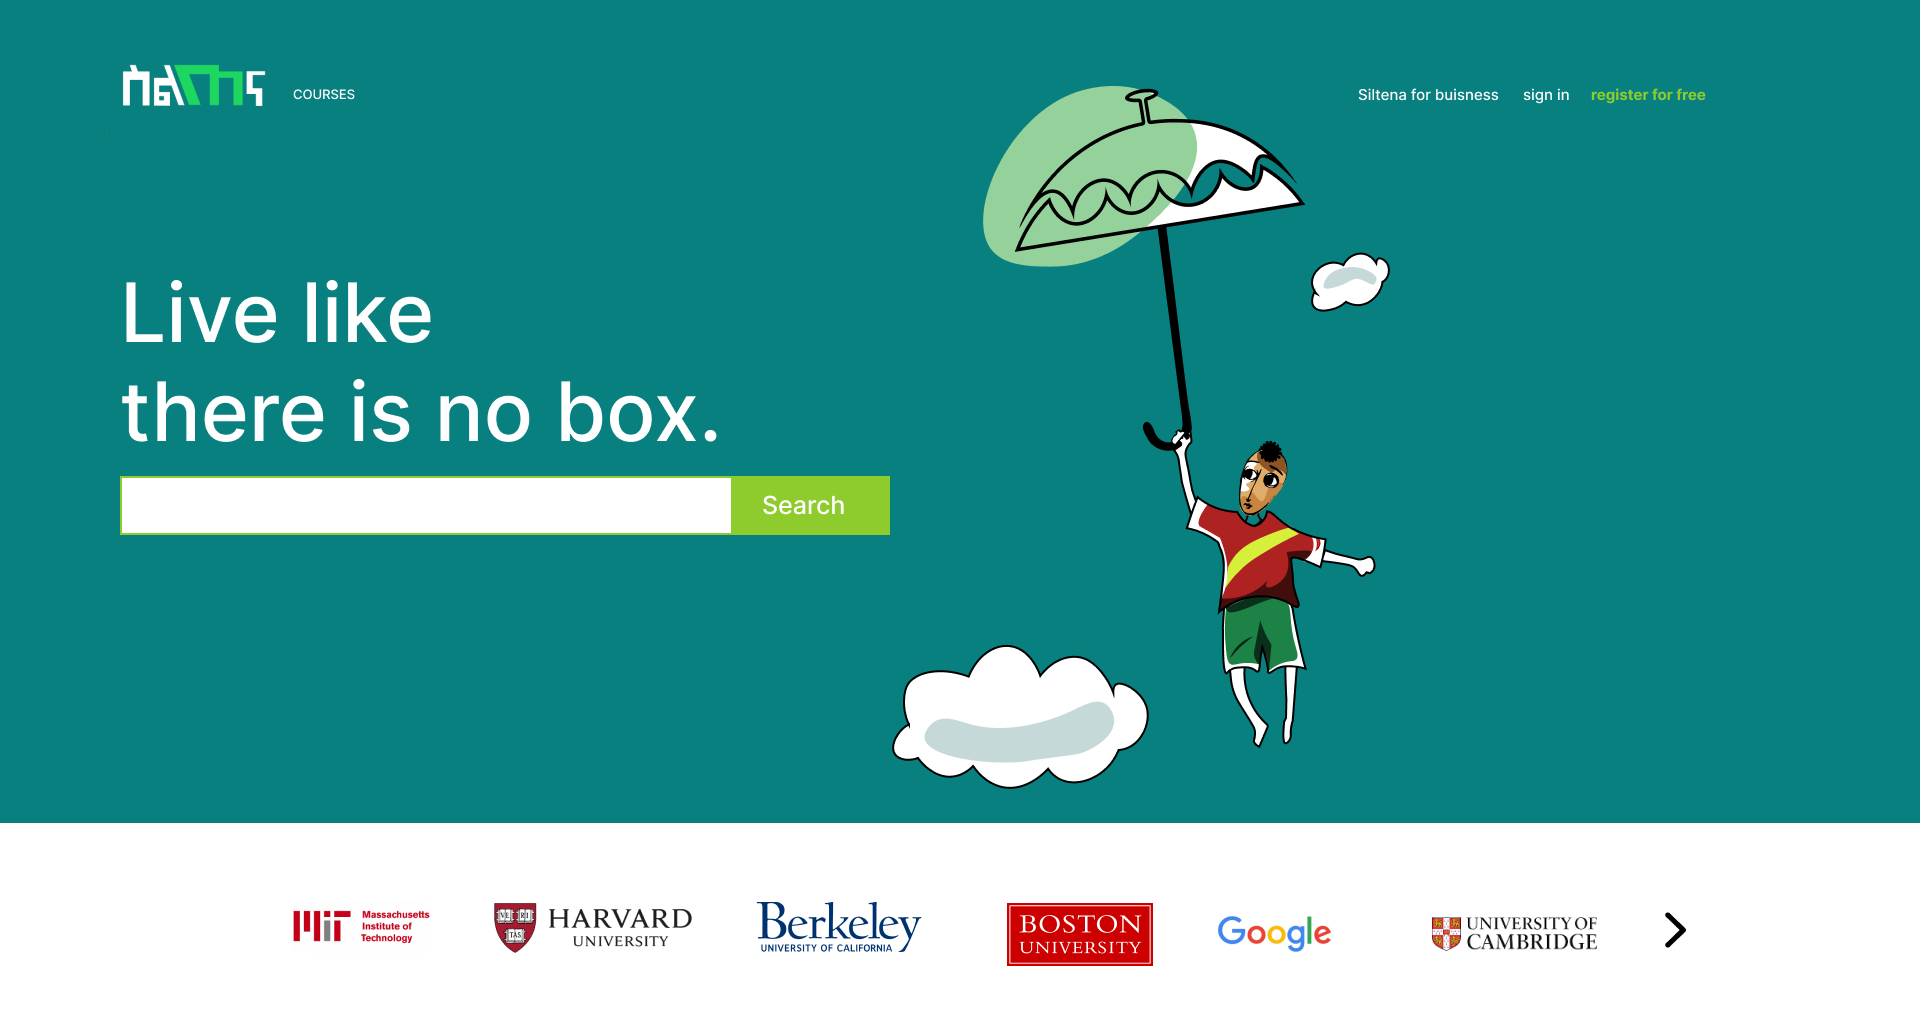 COURSES
Siltena for buisness
sign in
register for free
Live like
there is no box.
Search
MIT
Massachusetts
Institute of
Technology
VE RI
TAS
HARVARD
UNIVERSITY
Berkeley
UNIVERSITY OF CALIFORNIA
BOSTON
UNIVERSITY
Google
UNIVERSITY OF
CAMBRIDGE